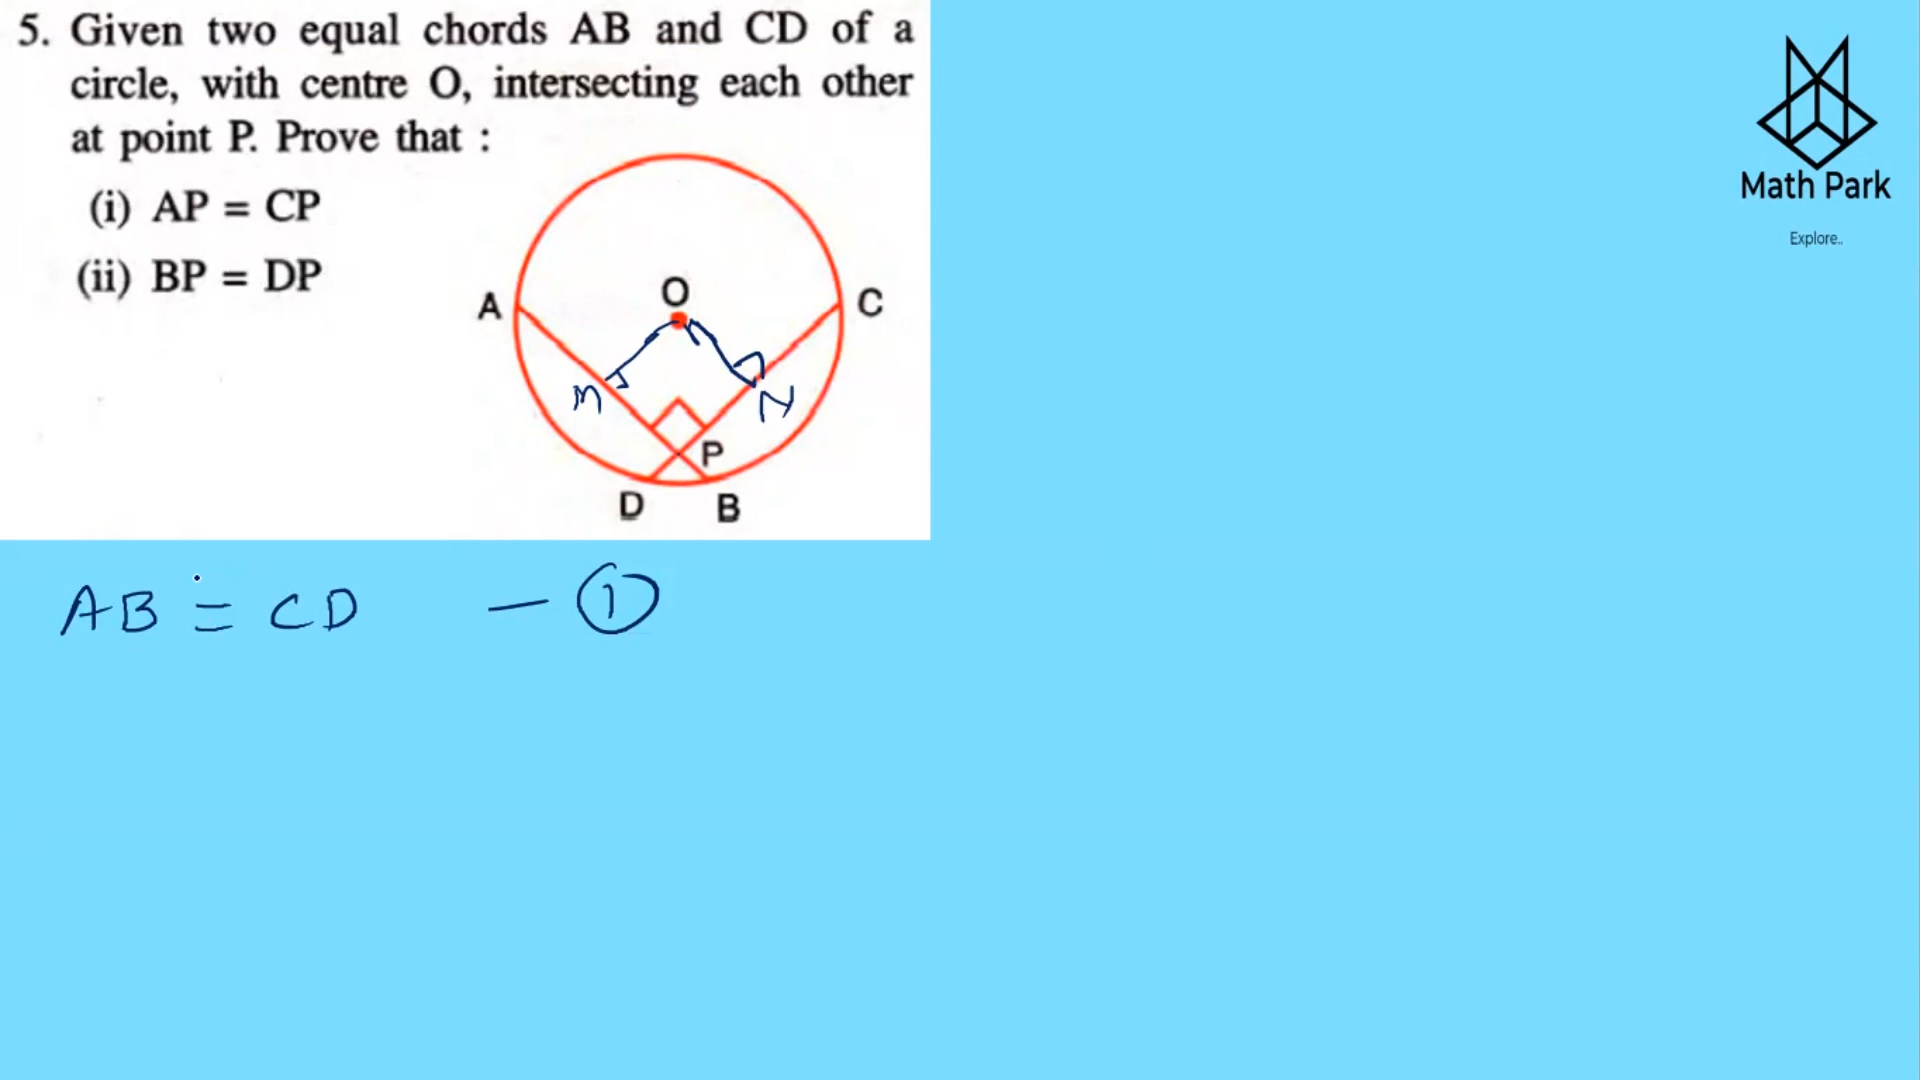 5. Given two equal chords AB and CD of a
circle, with centre O, intersecting each other
at point P. Prove that :
(i) AP = CP
(ii) BP = DP
A
O
C
M
N
P
D
B
AB = CD — ①
Math Park
Explore..